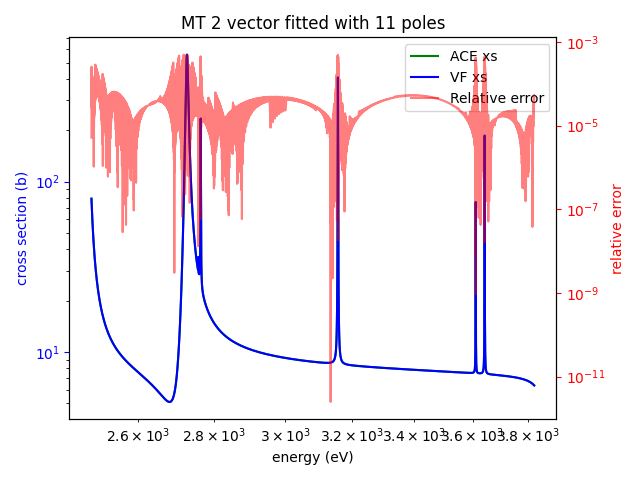 MT 2 vector fitted with 11 poles
ACE xs
VF xs
Relative error
10²
10¹
10⁻³
10⁻⁵
10⁻⁷
10⁻⁹
10⁻¹¹
cross section (b)
relative error
2.6 × 10³ 2.8 × 10³ 3 × 10³ 3.2 × 10³ 3.4 × 10³ 3.6 × 10³ 3.8 × 10³
energy (eV)